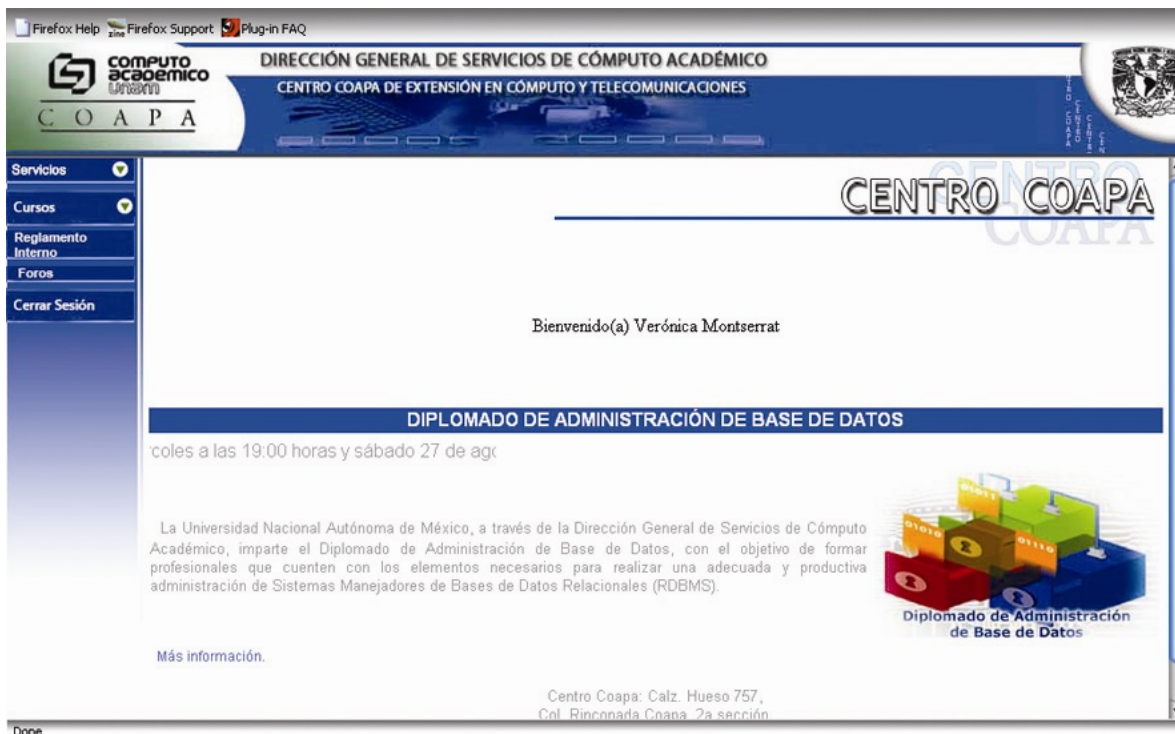 Firefox Help Firefox Support Plug-in FAQ
COMPUTO
academico
unam
COAPA
DIRECCIÓN GENERAL DE SERVICIOS DE CÓMPUTO ACADÉMICO
CENTRO COAPA DE EXTENSIÓN EN CÓMPUTO Y TELECOMUNICACIONES
Servicios
Cursos
Reglamento
Interno
Foros
Cerrar Sesión
CENTRO COAPA
Bienvenido(a) Verónica Montserrat
DIPLOMADO DE ADMINISTRACIÓN DE BASE DE DATOS
coles a las 19:00 horas y sábado 27 de ago
La Universidad Nacional Autónoma de México, a través de la Dirección General de Servicios de Cómputo
Académico, imparte el Diplomado de Administración de Base de Datos, con el objetivo de formar
profesionales que cuenten con los elementos necesarios para realizar una adecuada y productiva
administración de Sistemas Manejadores de Bases de Datos Relacionales (RDBMS).
01011
01010
01110
Diplomado de Administración
de Base de Datos
Más información.
Centro Coapa: Calz. Hueso 757,
Col. Rinconada Coapa, 2a sección
Done